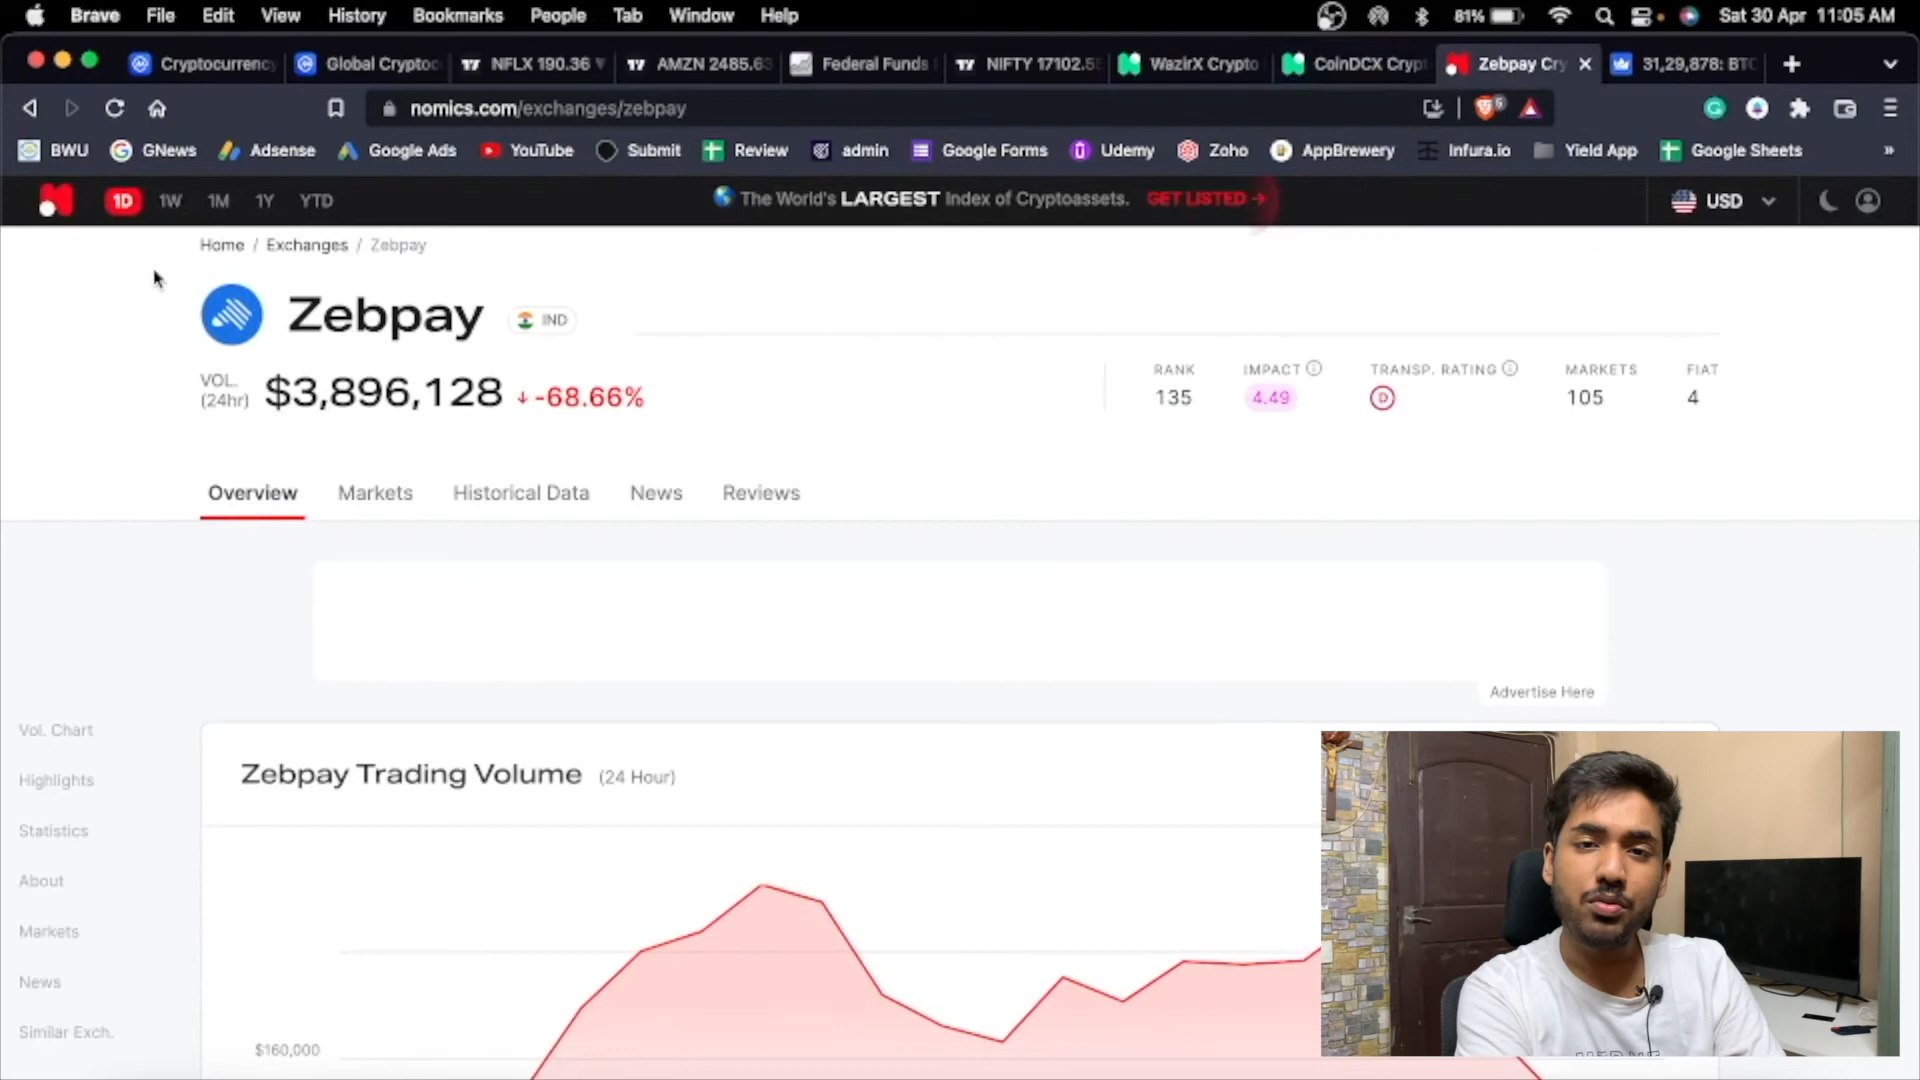 Brave File Edit View History Bookmarks People Tab Window Help 81% Sat 30 Apr 11:05 AM
Cryptocurrency Global Cryptoc NFLX 190.36 AMZN 2485.63 Federal Funds NIFTY 17102.55 WazirX Crypto CoinDCX Crypt Zebpay Cry 31,29,878: BTC
nomics.com/exchanges/zebpay
BWU GNews Adsense Google Ads YouTube Submit Review admin Google Forms Udemy Zoho AppBrewery Infura.io Yield App Google Sheets
1D 1W 1M 1Y YTD The World's LARGEST Index of Cryptoassets. GET LISTED USD
Home / Exchanges / Zebpay
Zebpay IND
VOL. (24hr) $3,896,128 -68.66%
RANK IMPACT TRANSP. RATING MARKETS FIAT
135 4.49 D 105 4
Overview Markets Historical Data News Reviews
Advertise Here
Vol. Chart
Highlights
Statistics
About
Markets
News
Similar Exch.
Zebpay Trading Volume (24 Hour)
$160,000